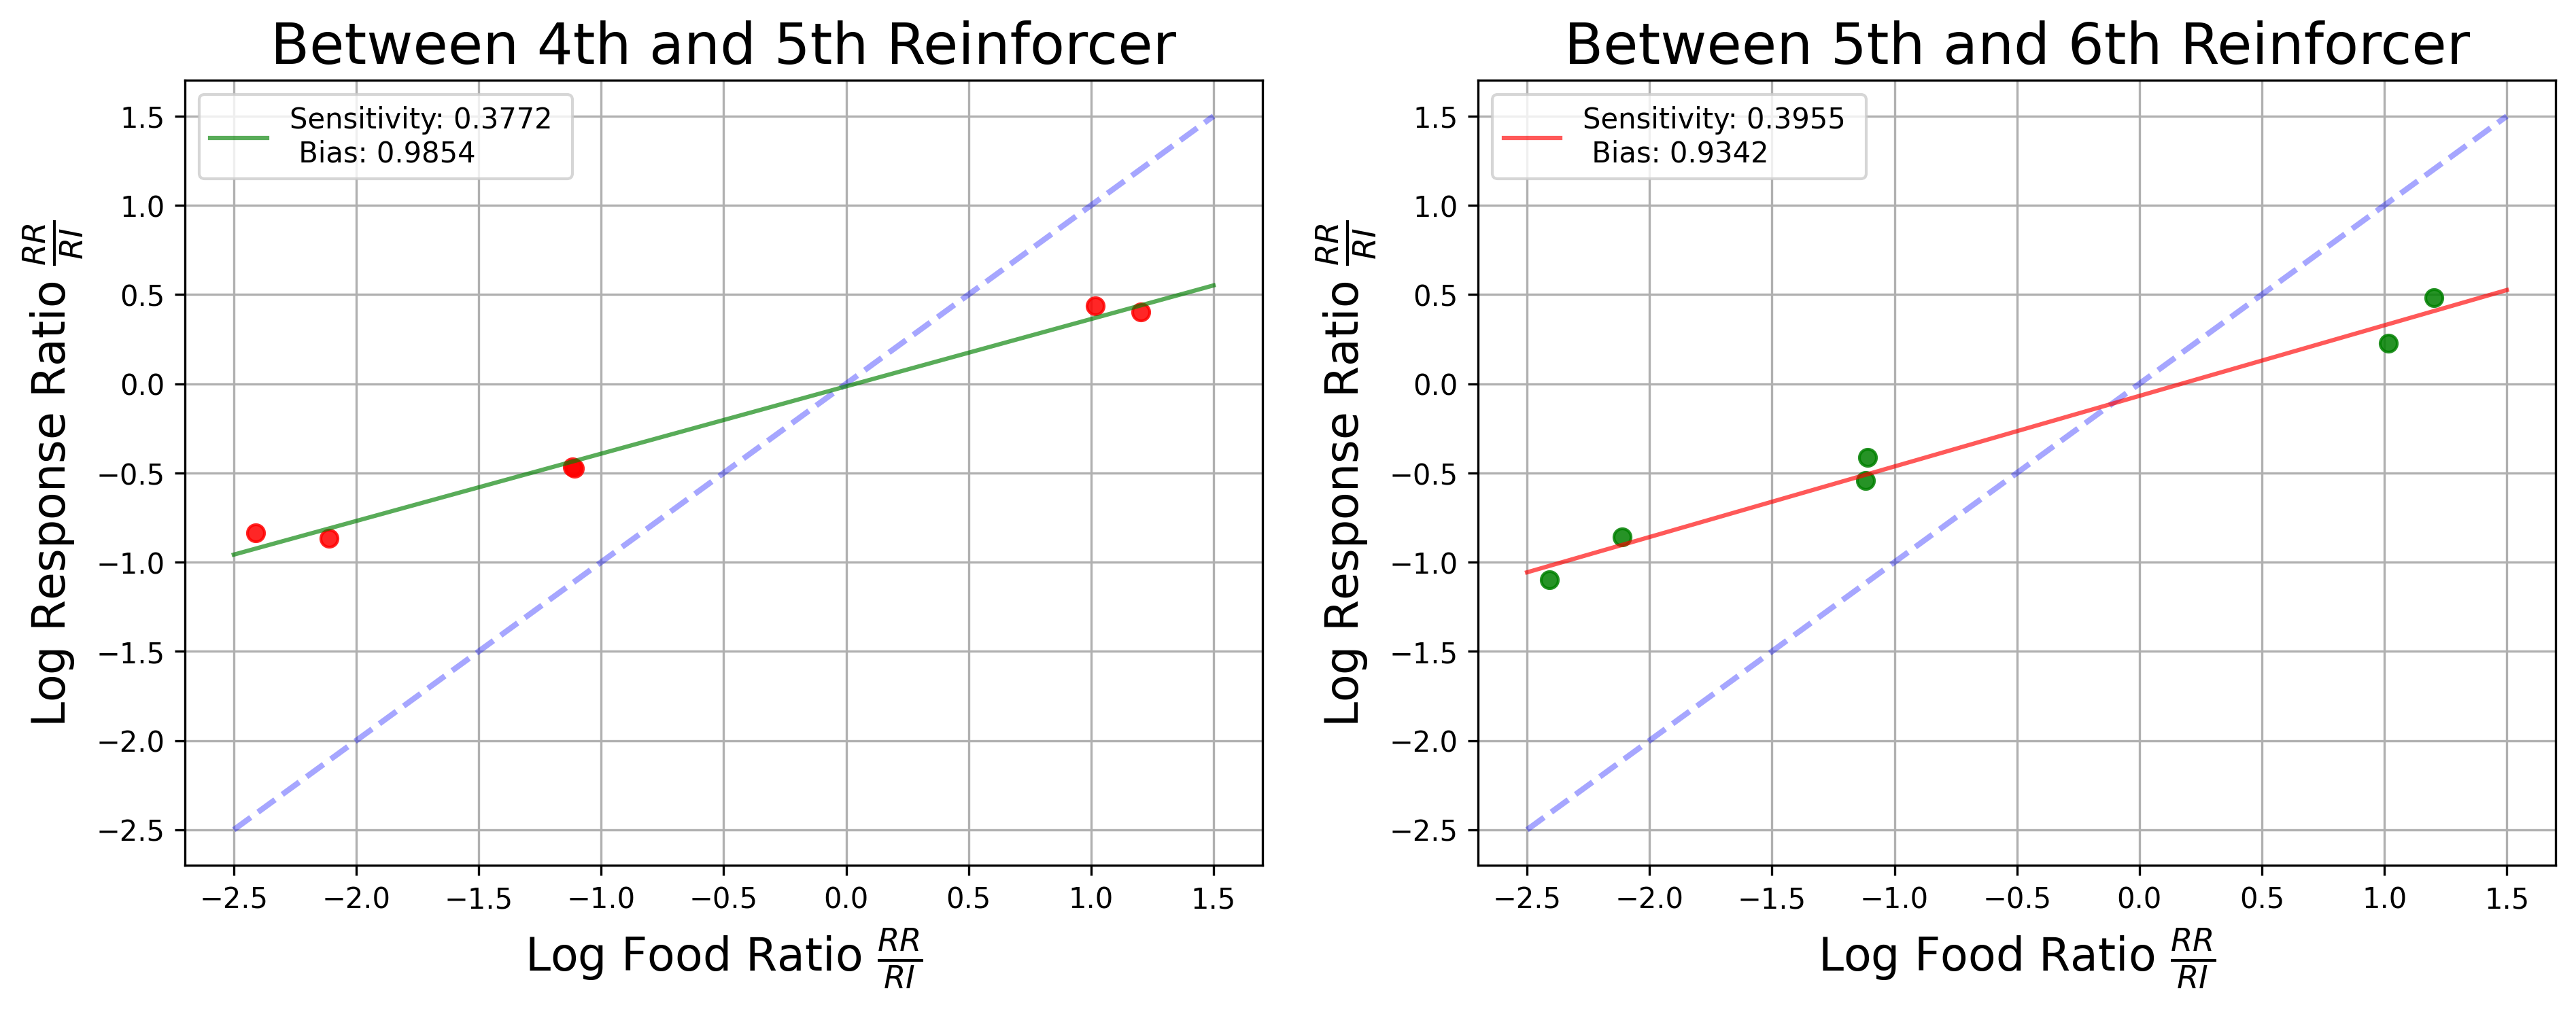 Between 4th and 5th Reinforcer
Sensitivity: 0.3772
Bias: 0.9854
1.5
1.0
0.5
0.0
−0.5
−1.0
−1.5
−2.0
−2.5
Log Response Ratio RR/RI
−2.5 −2.0 −1.5 −1.0 −0.5 0.0 0.5 1.0 1.5
Log Food Ratio RR/RI
Between 5th and 6th Reinforcer
Sensitivity: 0.3955
Bias: 0.9342
1.5
1.0
0.5
0.0
−0.5
−1.0
−1.5
−2.0
−2.5
Log Response Ratio RR/RI
−2.5 −2.0 −1.5 −1.0 −0.5 0.0 0.5 1.0 1.5
Log Food Ratio RR/RI